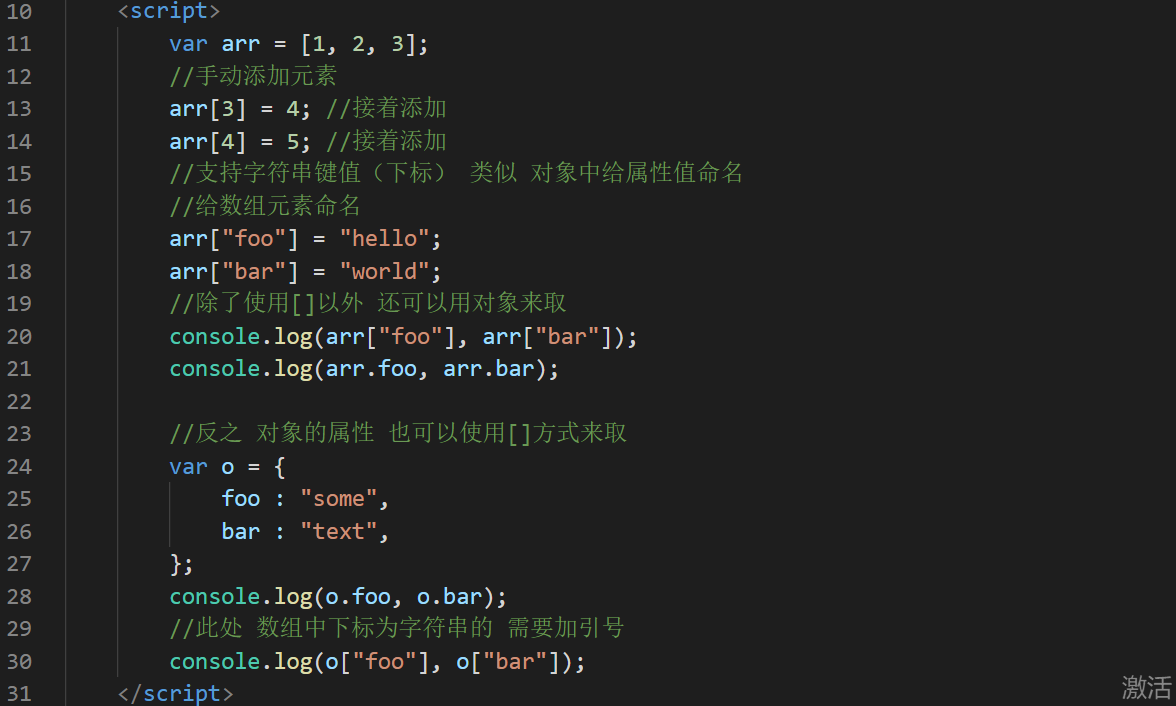 10 <script>
11 var arr = [1, 2, 3];
12 //手动添加元素
13 arr[3] = 4; //接着添加
14 arr[4] = 5; //接着添加
15 //支持字符串键值（下标） 类似 对象中给属性值命名
16 //给数组元素命名
17 arr["foo"] = "hello";
18 arr["bar"] = "world";
19 //除了使用[]以外 还可以用对象来取
20 console.log(arr["foo"], arr["bar"]);
21 console.log(arr.foo, arr.bar);
22
23 //反之 对象的属性 也可以使用[]方式来取
24 var o = {
25 foo : "some",
26 bar : "text",
27 };
28 console.log(o.foo, o.bar);
29 //此处 数组中下标为字符串的 需要加引号
30 console.log(o["foo"], o["bar"]);
31 </script>
激活